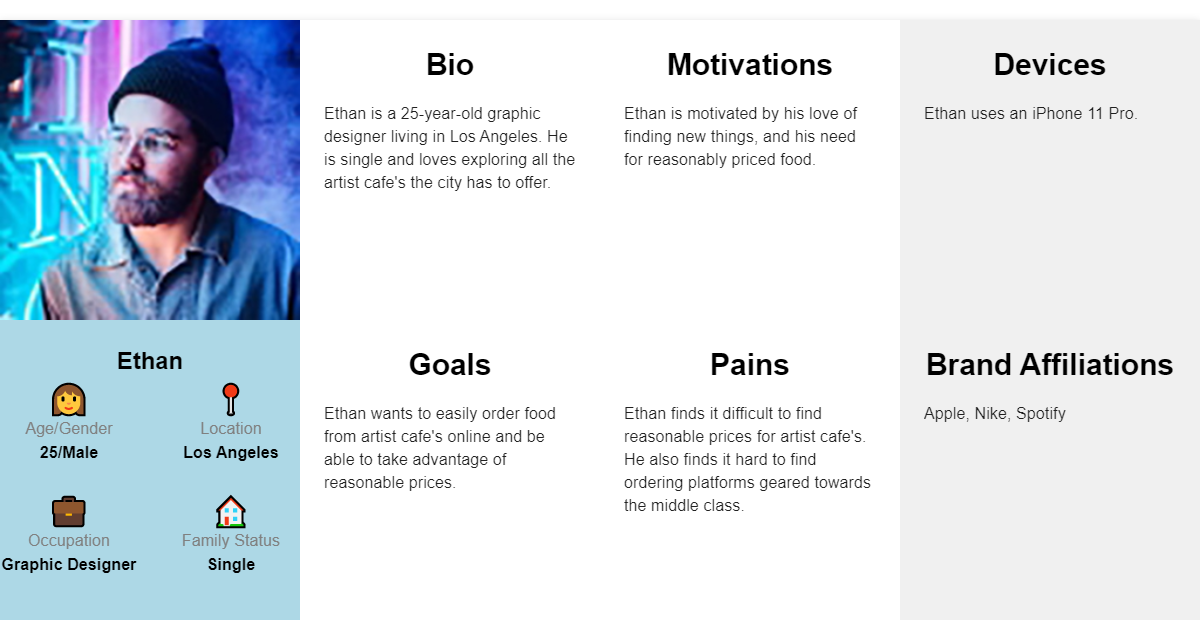 Bio
Ethan is a 25-year-old graphic
designer living in Los Angeles. He
is single and loves exploring all the
artist cafe's the city has to offer.
Motivations
Ethan is motivated by his love of
finding new things, and his need
for reasonably priced food.
Devices
Ethan uses an iPhone 11 Pro.
Ethan
Age/Gender
25/Male
Location
Los Angeles
Occupation
Graphic Designer
Family Status
Single
Goals
Ethan wants to easily order food
from artist cafe's online and be
able to take advantage of
reasonable prices.
Pains
Ethan finds it difficult to find
reasonable prices for artist cafe's.
He also finds it hard to find
ordering platforms geared towards
the middle class.
Brand Affiliations
Apple, Nike, Spotify